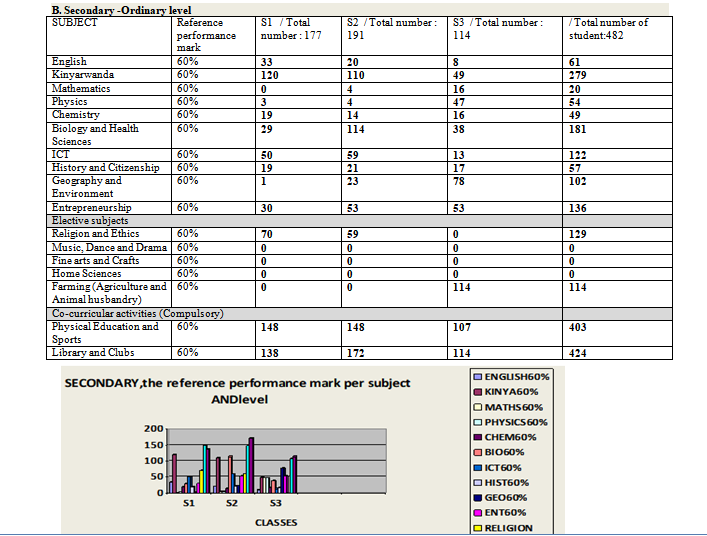 B. Secondary -Ordinary level
SUBJECT Reference performance mark S1 / Total number : 177 S2 / Total number : 191 S3 / Total number : 114 / Total number of student:482
English 60% 33 20 8 61
Kinyarwanda 60% 120 110 49 279
Mathematics 60% 0 4 16 20
Physics 60% 3 4 47 54
Chemistry 60% 19 14 16 49
Biology and Health Sciences 60% 29 114 38 181
ICT 60% 50 59 13 122
History and Citizenship 60% 19 21 17 57
Geography and Environment 60% 1 23 78 102
Entrepreneurship 60% 30 53 53 136
Elective subjects
Religion and Ethics 60% 70 59 0 129
Music, Dance and Drama 60% 0 0 0 0
Fine arts and Crafts 60% 0 0 0 0
Home Sciences 60% 0 0 0 0
Farming (Agriculture and Animal husbandry) 60% 0 0 114 114
Co-curricular activities (Compulsory)
Physical Education and Sports 60% 148 148 107 403
Library and Clubs 60% 138 172 114 424
SECONDARY,the reference performance mark per subject
ANDlevel
200
150
100
50
0
S1 S2 S3
CLASSES
ENGLISH60%
KINYA60%
MATHS60%
PHYSICS60%
CHEM60%
BIO60%
ICT60%
HIST60%
GEO60%
ENT60%
RELIGION